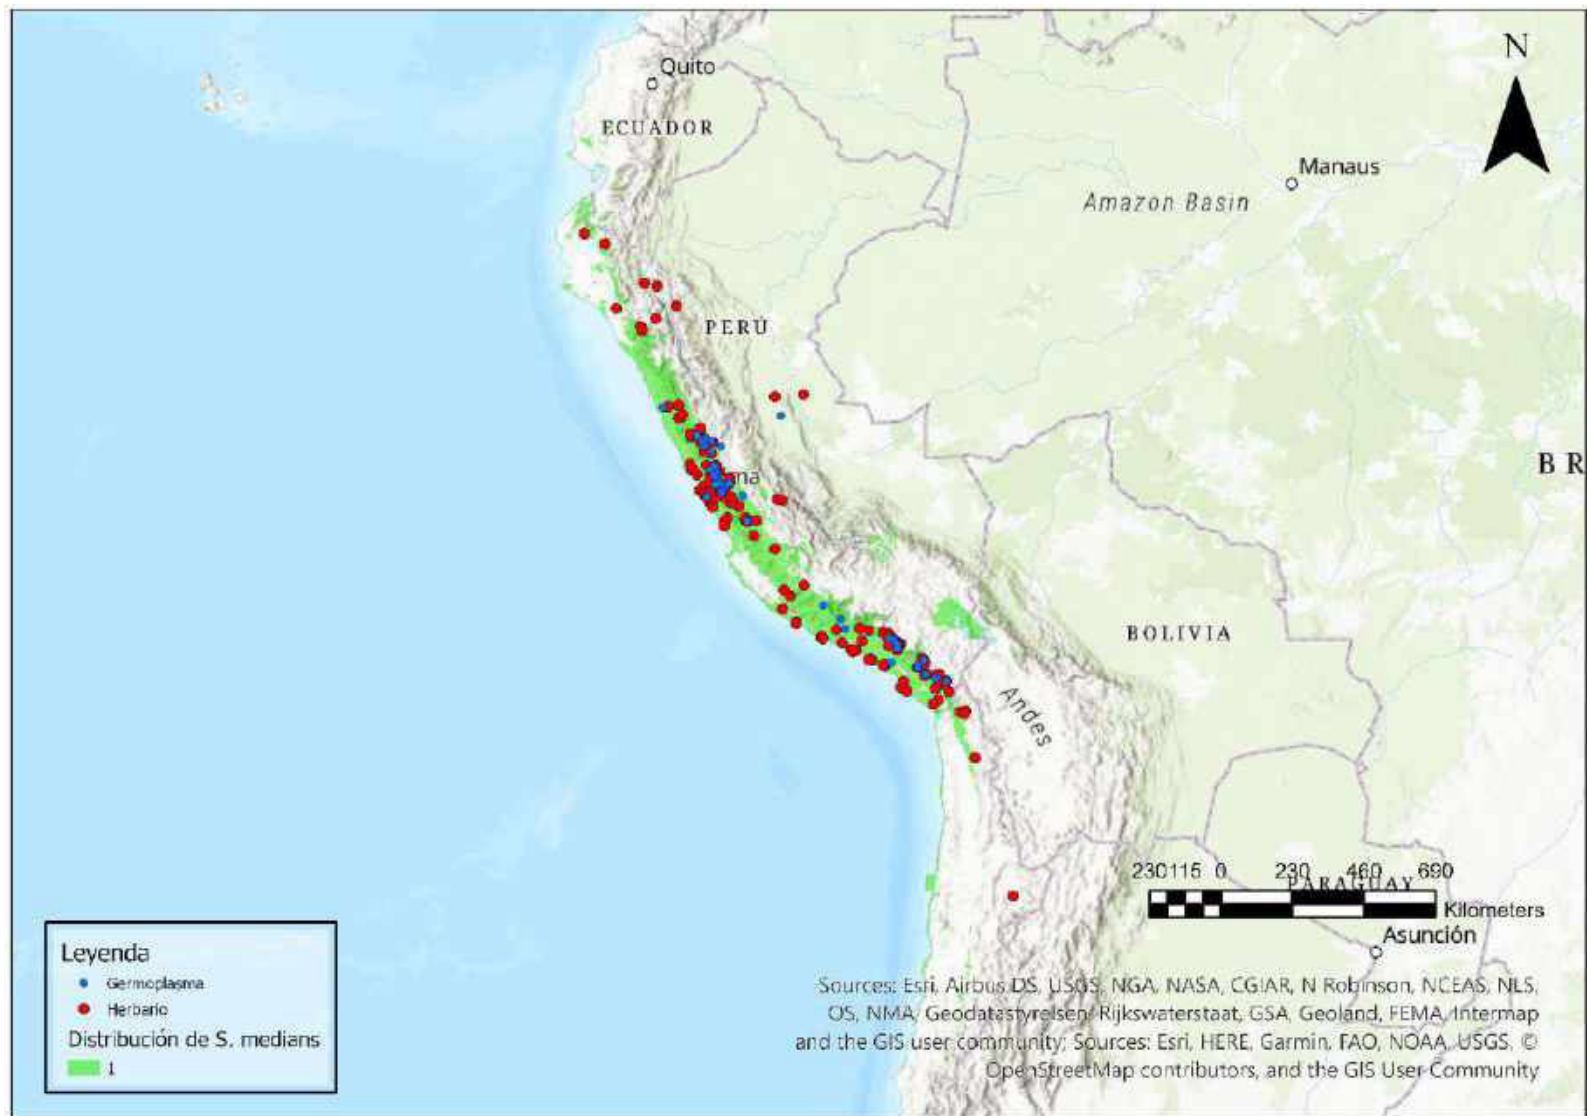 N
Quito
ECUADOR
Manaus
Amazon Basin
PERÚ
BR
BOLIVIA
Andes
230 115 0 230 460 690
PARAGUAY
Kilometers
Asunción
Leyenda
Germoplasma
Herbario
Distribución de S. medians
1
Sources: Esri, Airbus DS, USGS, NGA, NASA, CGIAR, N Robinson, NCEAS, NLS,
OS, NMA, Geodatastyrelsen, Rijkswaterstaat, GSA, Geoland, FEMA, Intermap
and the GIS user community; Sources: Esri, HERE, Garmin, FAO, NOAA, USGS, ©
OpenStreetMap contributors, and the GIS User Community